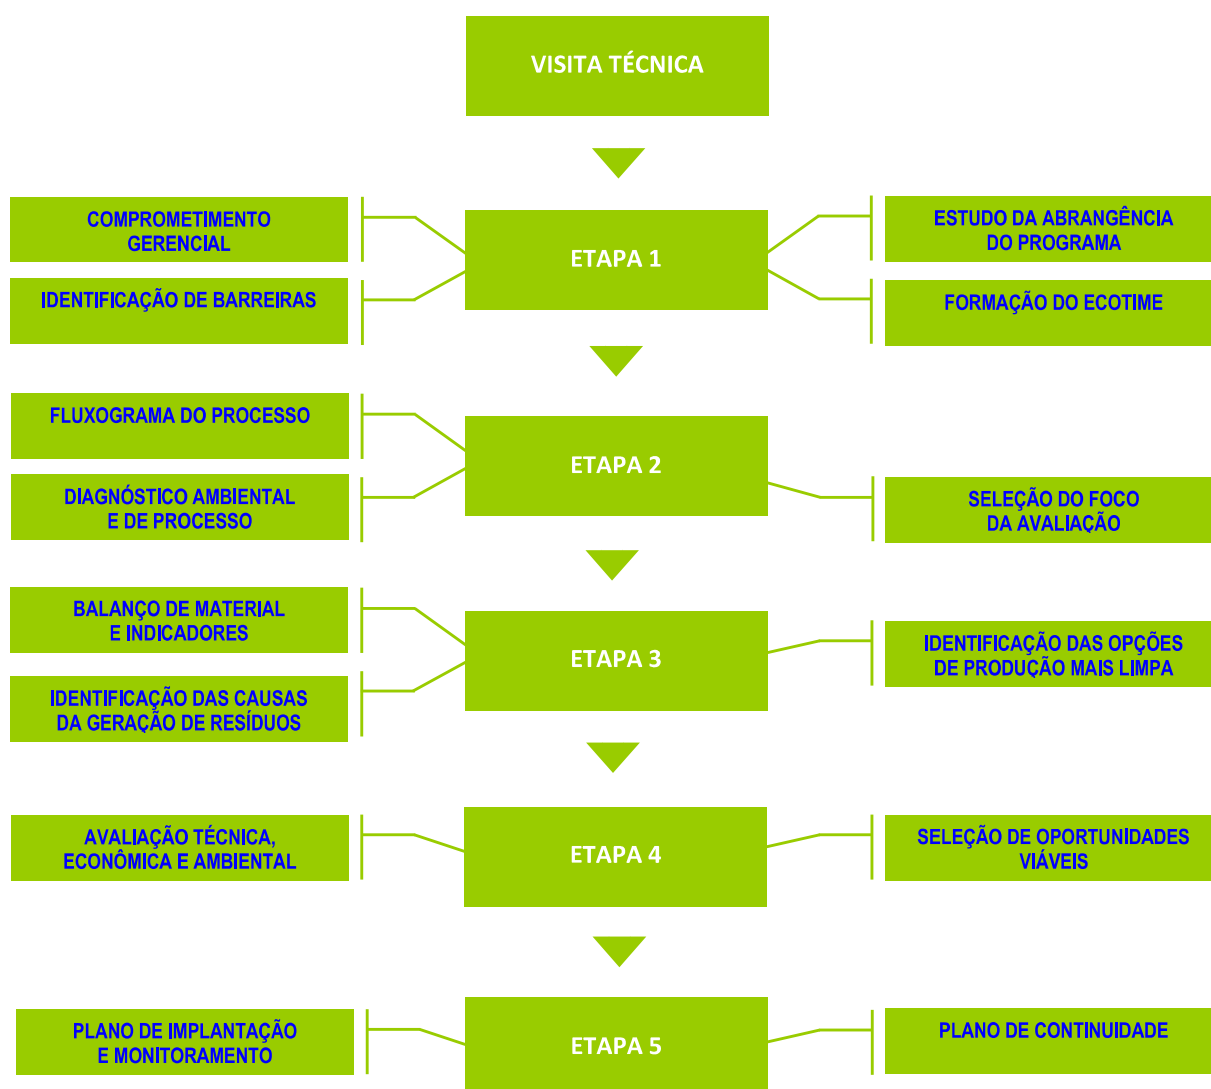 VISITA TÉCNICA
COMPROMETIMENTO
GERENCIAL
IDENTIFICAÇÃO DE BARREIRAS
ETAPA 1
ESTUDO DA ABRANGÊNCIA
DO PROGRAMA
FORMAÇÃO DO ECOTIME
FLUXOGRAMA DO PROCESSO
DIAGNÓSTICO AMBIENTAL
E DE PROCESSO
ETAPA 2
SELEÇÃO DO FOCO
DA AVALIAÇÃO
BALANÇO DE MATERIAL
E INDICADORES
IDENTIFICAÇÃO DAS CAUSAS
DA GERAÇÃO DE RESÍDUOS
ETAPA 3
IDENTIFICAÇÃO DAS OPÇÕES
DE PRODUÇÃO MAIS LIMPA
AVALIAÇÃO TÉCNICA,
ECONÔMICA E AMBIENTAL
ETAPA 4
SELEÇÃO DE OPORTUNIDADES
VIÁVEIS
PLANO DE IMPLANTAÇÃO
E MONITORAMENTO
ETAPA 5
PLANO DE CONTINUIDADE